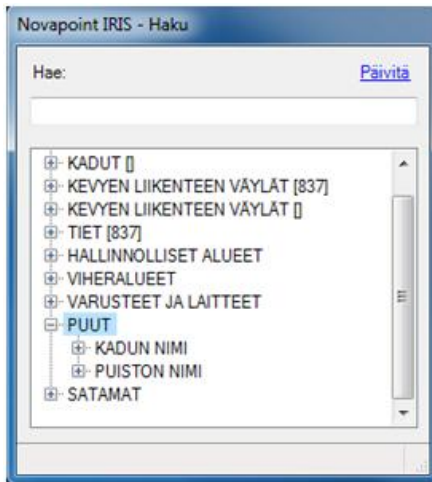 Novapoint IRIS - Haku
Hae: Päivitä
KADUT []
KEVYEN LIIKENTEEN VÄYLÄT [837]
KEVYEN LIIKENTEEN VÄYLÄT []
TIET [837]
HALLINNOLLISET ALUEET
VIHERALUEET
VARUSTEET JA LAITTEET
PUUT
KADUN NIMI
PUISTON NIMI
SATAMAT